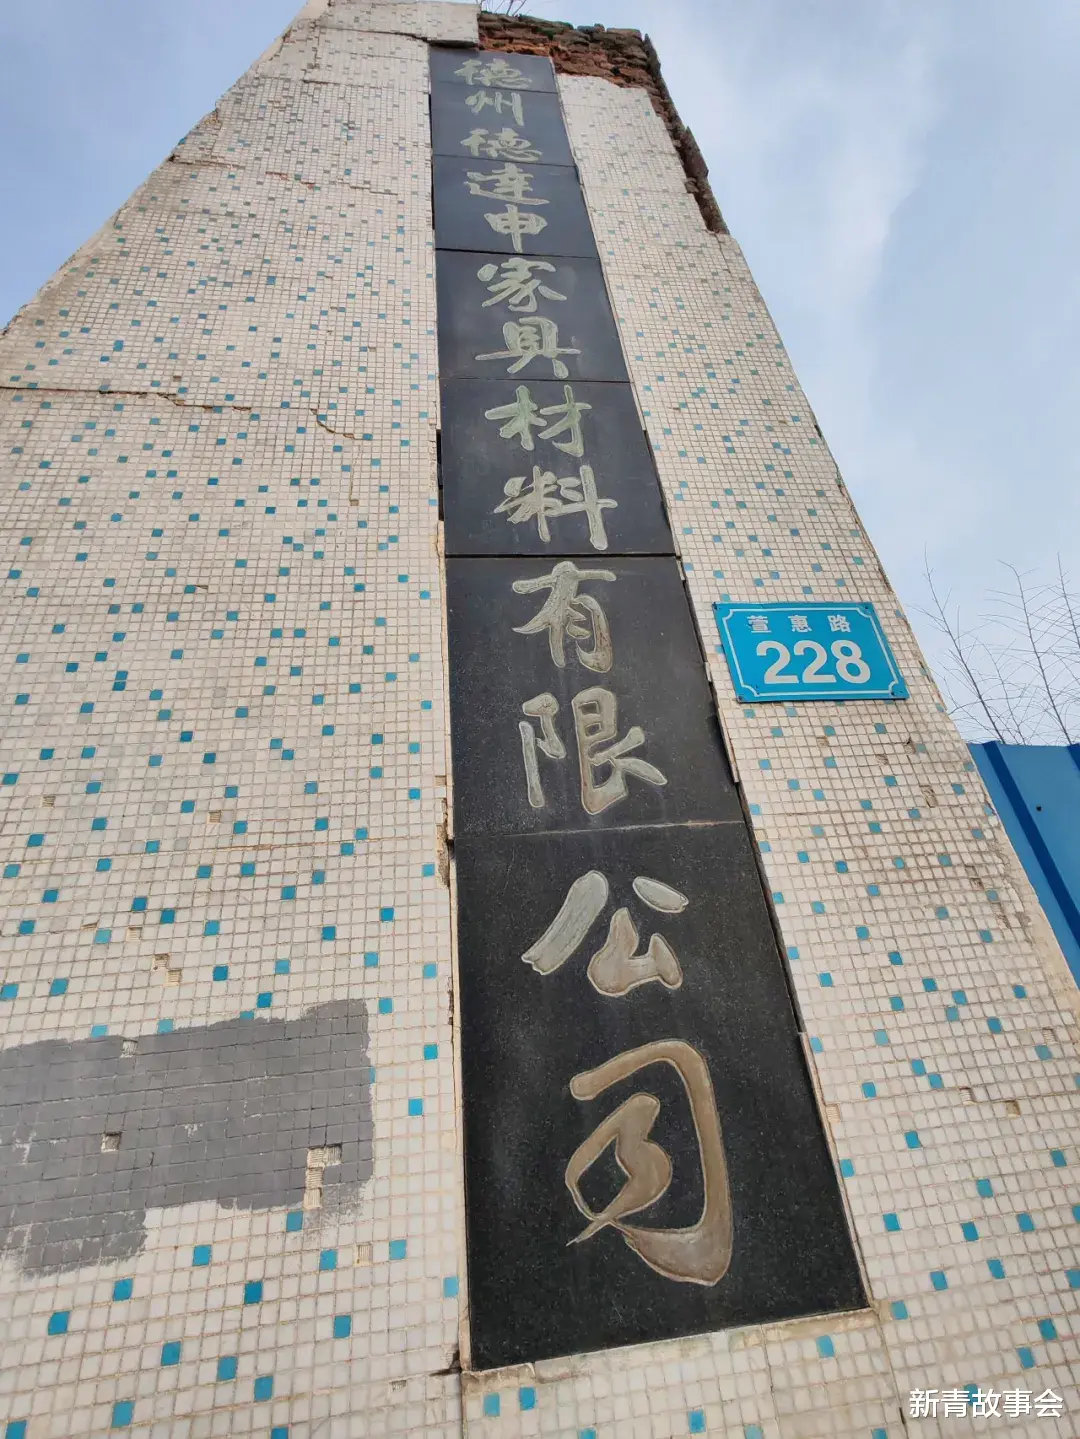 德州德達申家具材料有限公司
萱惠路
228
新青故事会